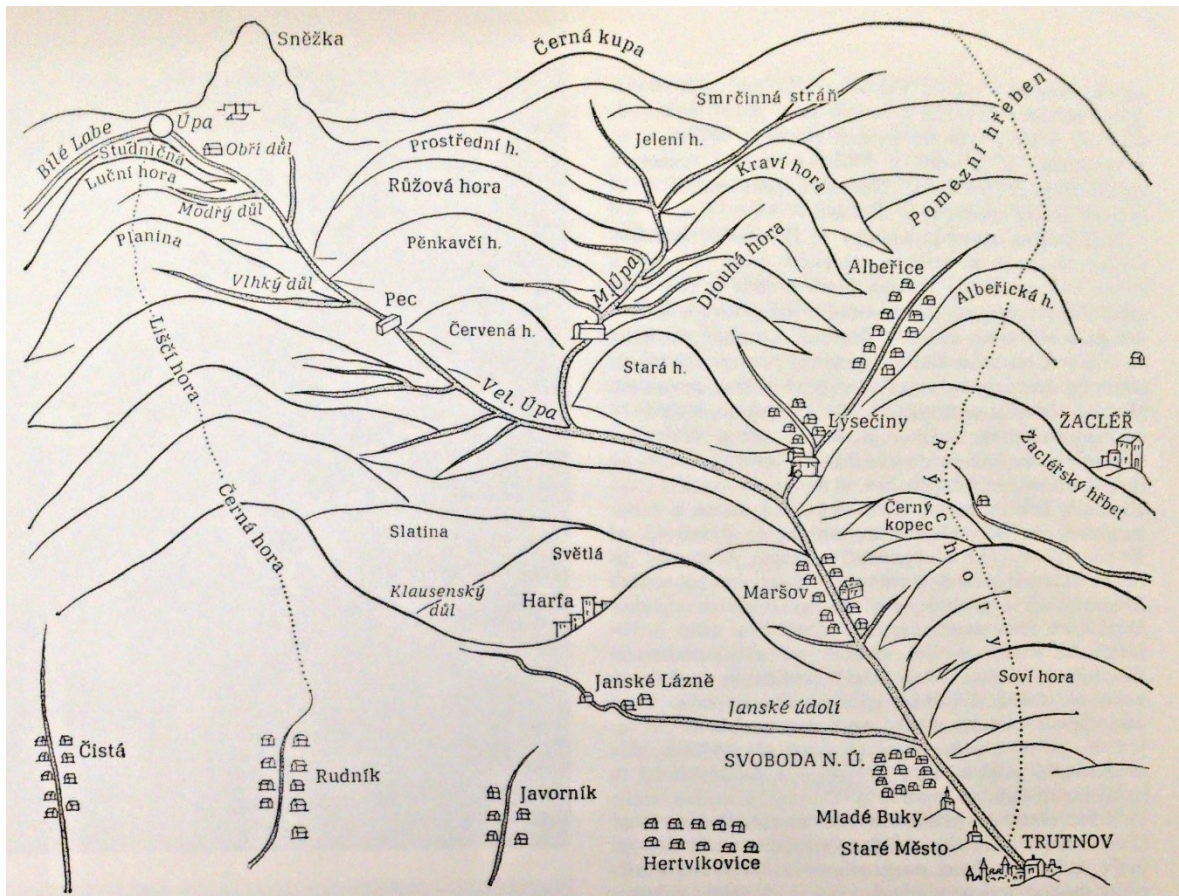 Sněžka
Černá kupa
Smrčinná stráň
Bílé Labe
Úpa
Studničná
Obří důl
Luční hora
Modrý důl
Prostřední h.
Jelení h.
Kraví hora
Pomezní hřeben
Růžová hora
Planina
Pěnkavčí h.
Vlhký důl
M. Úpa
Dlouhá hora
Albeřice
Albeřická h.
Pec
Červená h.
Liščí hora
Stará h.
Vel. Úpa
Lysečiny
ŽACLÉŘ
Žacléřský hřbet
Rýchory
Černý
kopec
Černá hora
Slatina
Světlá
Klausenský
důl
Harfa
Maršov
Soví hora
Janské Lázně
Janské údolí
Čistá
Rudník
Javorník
SVOBODA N. Ú.
Mladé Buky
Staré Město
TRUTNOV
Hertvíkovice